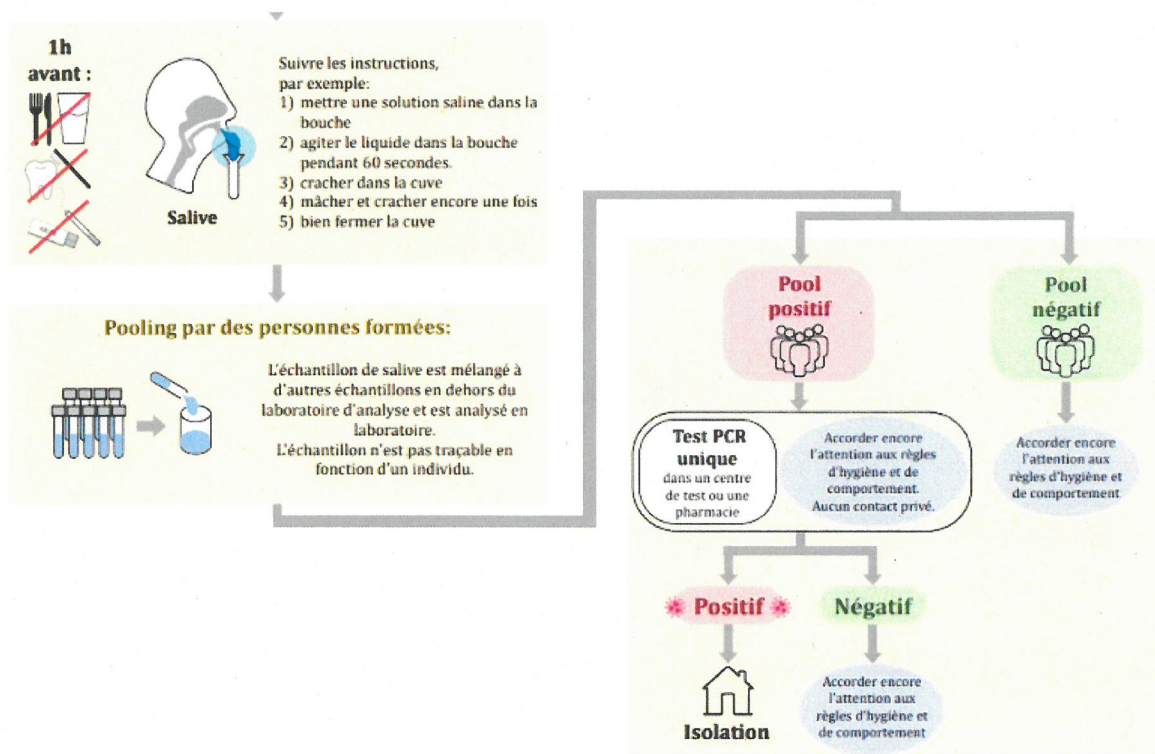 1h
avant :
Suivre les instructions,
par exemple:
1) mettre une solution saline dans la
bouche
2) agiter le liquide dans la bouche
pendant 60 secondes.
3) cracher dans la cuve
4) mâcher et cracher encore une fois
5) bien fermer la cuve
Salive
Pooling par des personnes formées:
L'échantillon de salive est mélangé à
d'autres échantillons en dehors du
laboratoire d'analyse et est analysé en
laboratoire.
L'échantillon n'est pas traçable en
fonction d'un individu.
Pool
positif
Pool
négatif
Test PCR
unique
dans un centre
de test ou une
pharmacie
Accorder encore
l'attention aux règles
d'hygiène et de
comportement.
Aucun contact privé.
Accorder encore
l'attention aux
règles d'hygiène et
de comportement
Positif
Négatif
Isolation
Accorder encore
l'attention aux
règles d'hygiène et
de comportement